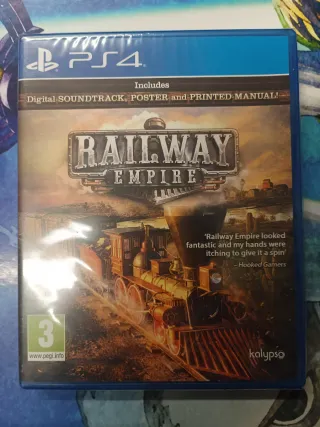 PS4
Includes
Digital SOUNDTRACK, POSTER and PRINTED MANUAL!
RAILWAY
EMPIRE
'Railway Empire looked
fantastic and my hands were
itching to give it a spin'
– Hooked Gamers
3
www.pegi.info
kalypso